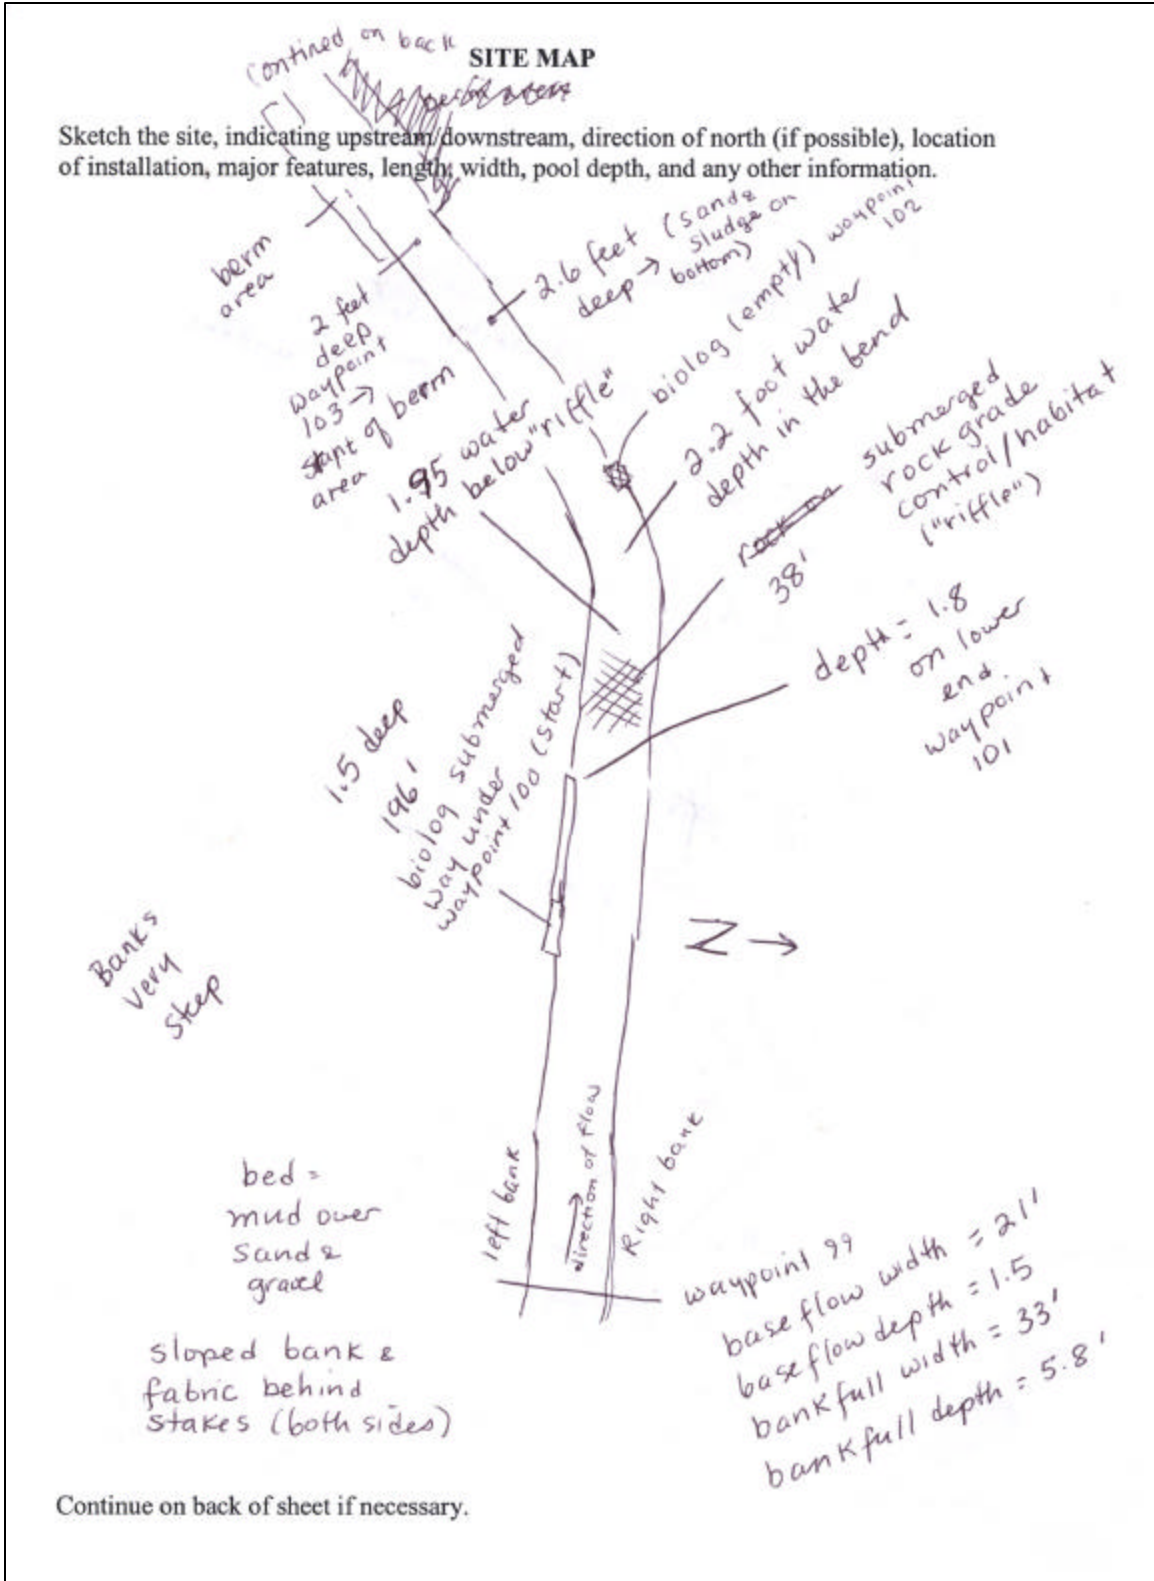 contined on back
SITE MAP
Sketch the site, indicating upstream/downstream, direction of north (if possible), location
of installation, major features, length, width, pool depth, and any other information.
berm
area
2 feet
deep
waypoint
103 →
start of berm
area
2.6 feet (sand &
deep → sludge on
bottom)
biolog (empty) waypoint
102
2.2 foot water
depth in the bend
1.95 water
depth below "riffle"
rock on
submerged
rock grade
control/habitat
("riffle")
38'
depth = 1.8
on lower
end
waypoint
101
1.5 deep
196'
biolog submerged
way under
waypoint 100 (start)
Banks
very
steep
Z →
left bank
direction of flow
Right bank
bed =
mud over
sand &
gravel
sloped bank &
fabric behind
stakes (both sides)
waypoint 99
baseflow width = 21'
baseflow depth = 1.5
bankfull width = 33'
bankfull depth = 5.8'
Continue on back of sheet if necessary.